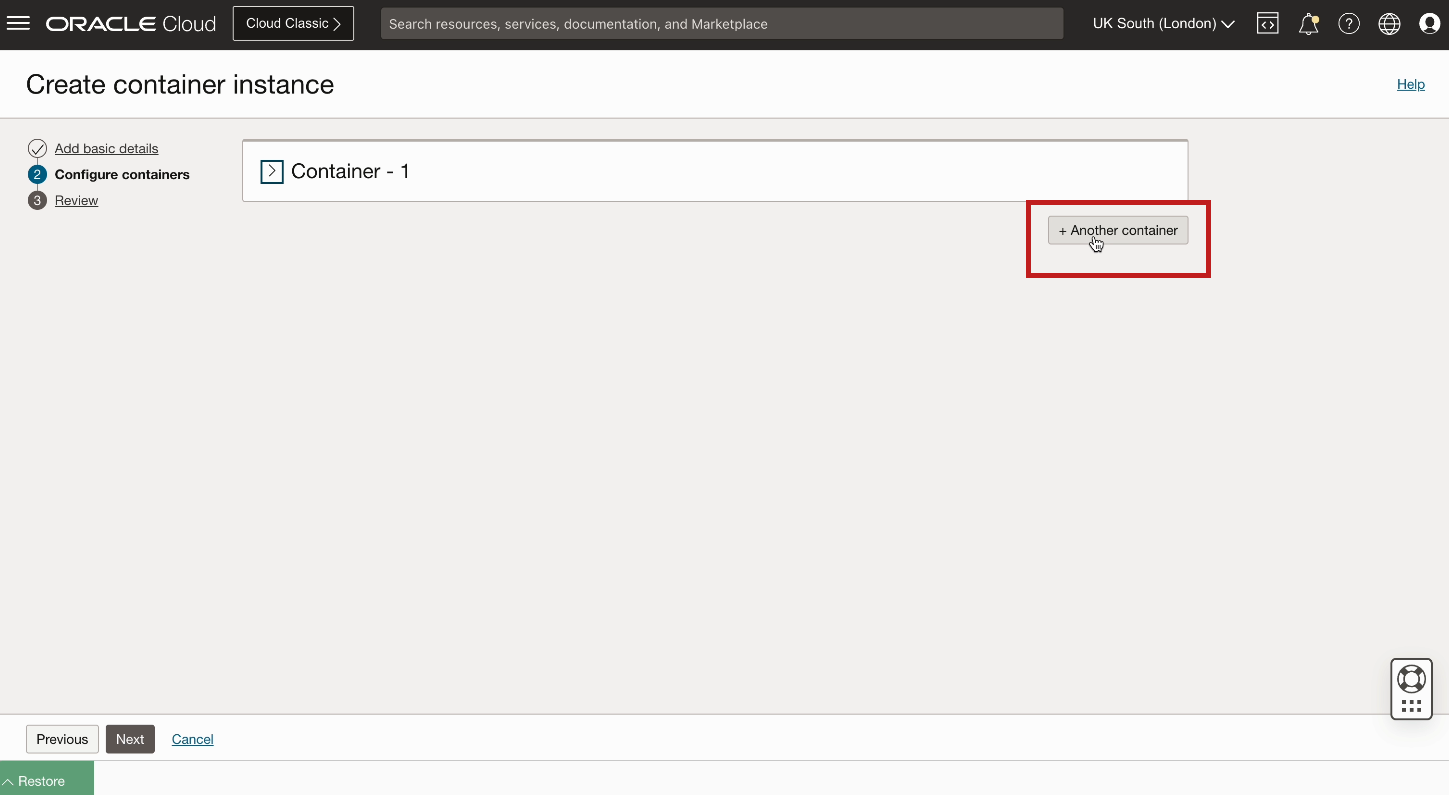 ORACLE Cloud
Cloud Classic
Search resources, services, documentation, and Marketplace
UK South (London)
Create container instance
Help
Add basic details
2 Configure containers
3 Review
Container - 1
+ Another container
Previous
Next
Cancel
Restore